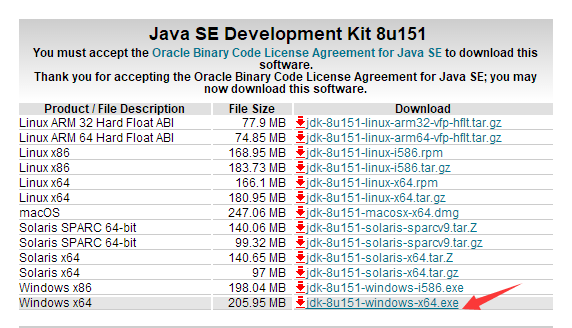 Java SE Development Kit 8u151
You must accept the Oracle Binary Code License Agreement for Java SE to download this
software.
Thank you for accepting the Oracle Binary Code License Agreement for Java SE; you may
now download this software.
Product / File Description File Size Download
Linux ARM 32 Hard Float ABI 77.9 MB jdk-8u151-linux-arm32-vfp-hflt.tar.gz
Linux ARM 64 Hard Float ABI 74.85 MB jdk-8u151-linux-arm64-vfp-hflt.tar.gz
Linux x86 168.95 MB jdk-8u151-linux-i586.rpm
Linux x86 183.73 MB jdk-8u151-linux-i586.tar.gz
Linux x64 166.1 MB jdk-8u151-linux-x64.rpm
Linux x64 180.95 MB jdk-8u151-linux-x64.tar.gz
macOS 247.06 MB jdk-8u151-macosx-x64.dmg
Solaris SPARC 64-bit 140.06 MB jdk-8u151-solaris-sparcv9.tar.Z
Solaris SPARC 64-bit 99.32 MB jdk-8u151-solaris-sparcv9.tar.gz
Solaris x64 140.65 MB jdk-8u151-solaris-x64.tar.Z
Solaris x64 97 MB jdk-8u151-solaris-x64.tar.gz
Windows x86 198.04 MB jdk-8u151-windows-i586.exe
Windows x64 205.95 MB jdk-8u151-windows-x64.exe